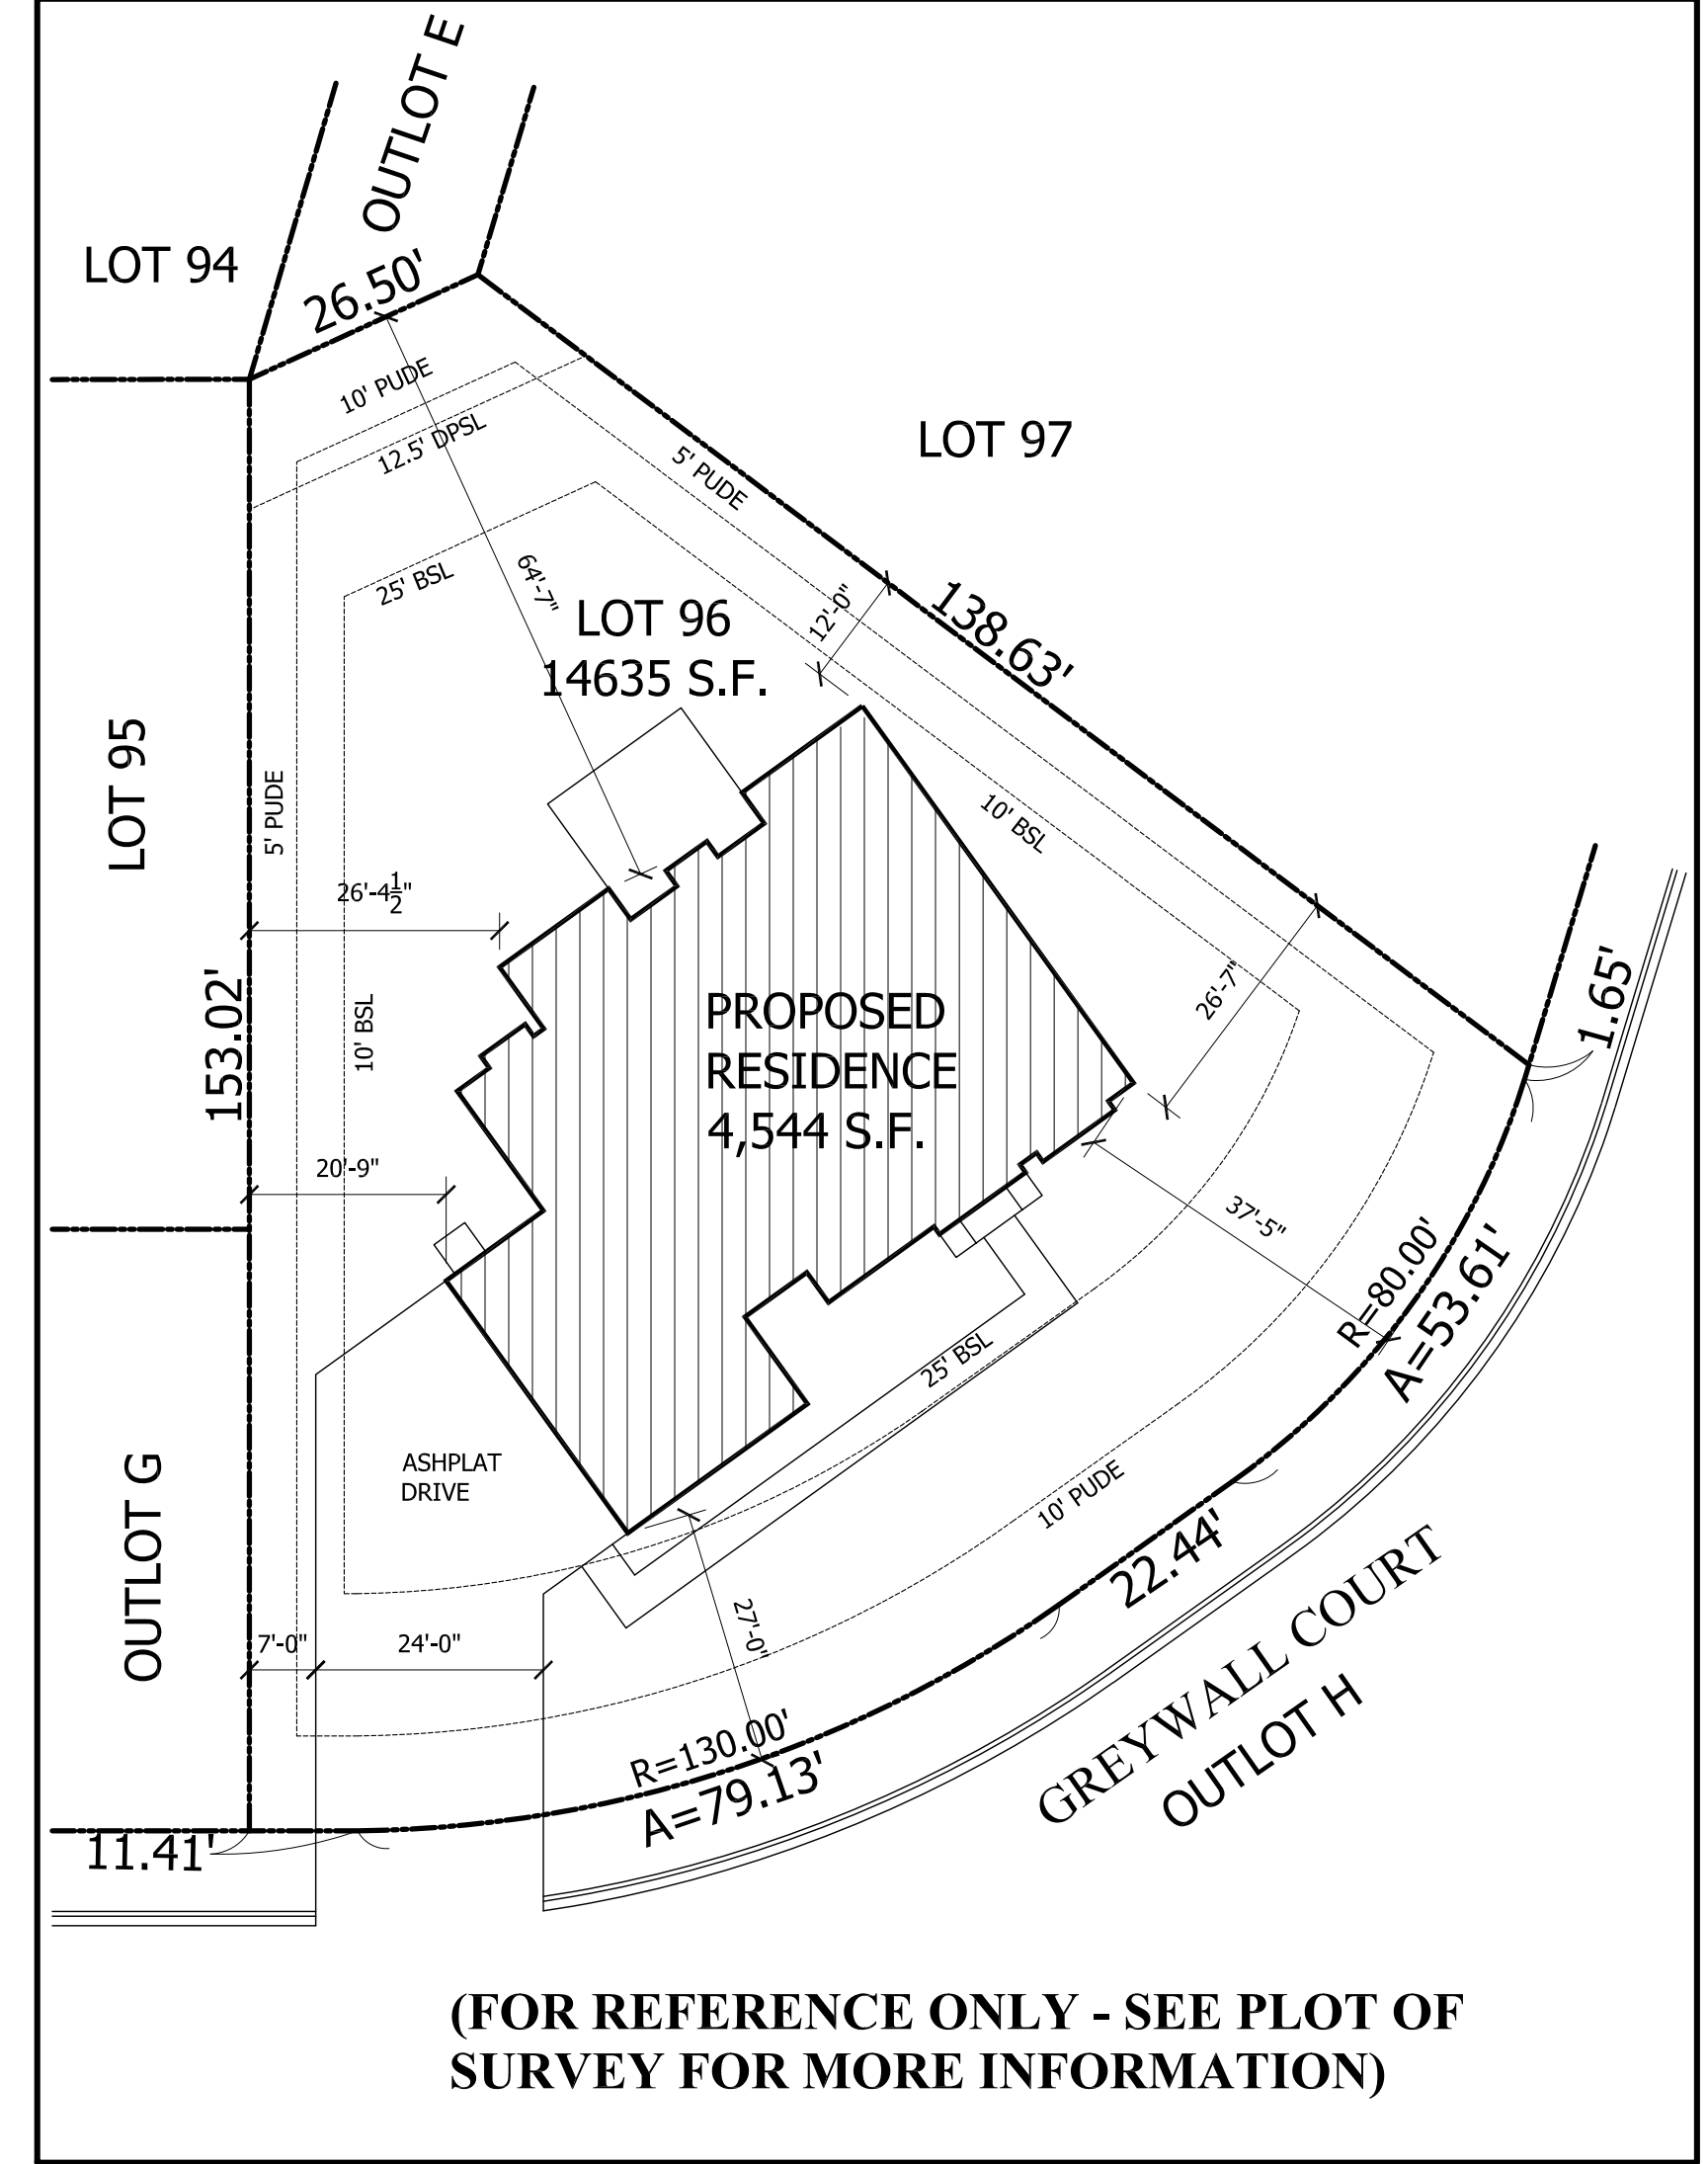 OUTLOT E
LOT 94
26.50'
10' PUDE
12.5' DPSL
LOT 97
5' PUDE
25' BSL
64'-7"
12'-0"
138.63'
LOT 96
14635 S.F.
LOT 95
5' PUDE
10' BSL
26'-4 1/2"
153.02'
10' BSL
26'-7"
1.65'
PROPOSED
RESIDENCE
4,544 S.F.
20'-9"
37'-5"
R=80.00'
A=53.61'
25' BSL
OUTLOT G
ASHPLAT
DRIVE
10' PUDE
22.44'
7'-0"
24'-0"
27'-0"
R=130.00'
A=79.13'
GREYWALL COURT
OUTLOT H
11.41'
(FOR REFERENCE ONLY - SEE PLOT OF
SURVEY FOR MORE INFORMATION)